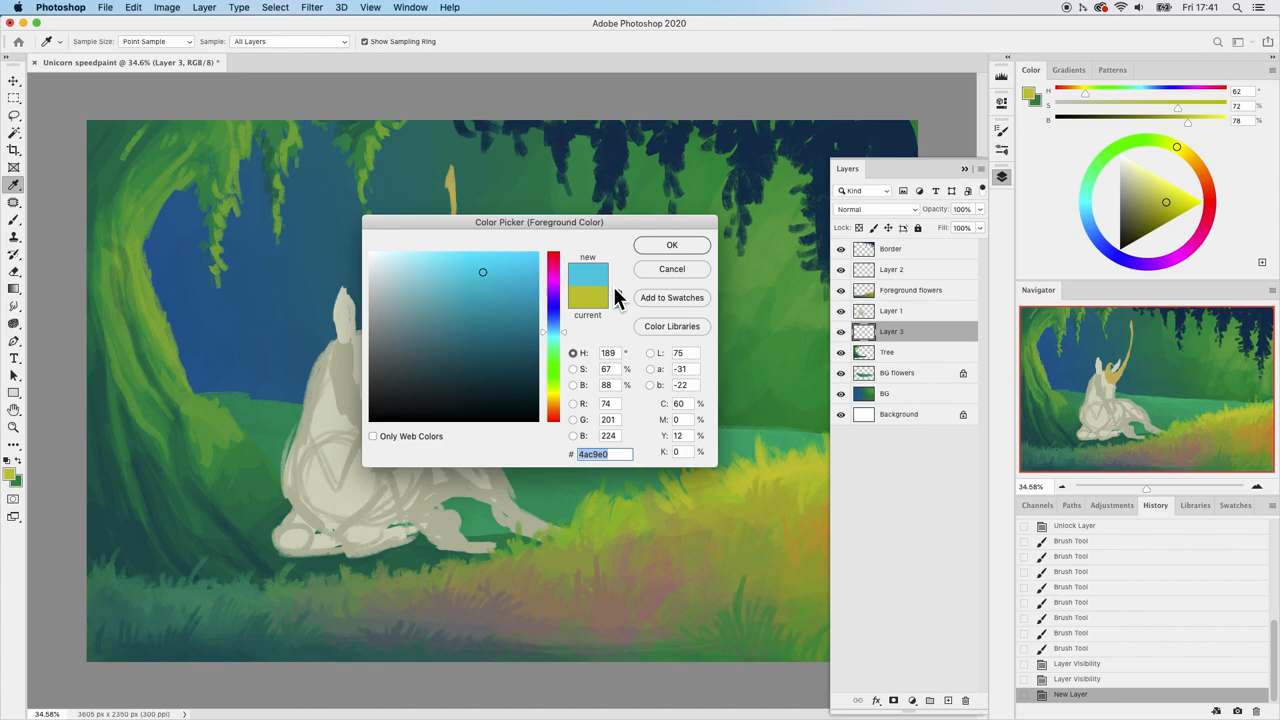 Photoshop File Edit Image Layer Type Select Filter 3D View Window Help Fri 17:41
Adobe Photoshop 2020
Sample Size: Point Sample Sample: All Layers Show Sampling Ring
Unicorn speedpaint @ 34.6% (Layer 3, RGB/8) *
Color Gradients Patterns
H 62 °
S 72 %
B 78 %
Layers
Kind
Normal Opacity: 100%
Lock: Fill: 100%
Border
Layer 2
Foreground flowers
Layer 1
Layer 3
Tree
BG flowers
BG
Background
Color Picker (Foreground Color)
new
current
OK
Cancel
Add to Swatches
Color Libraries
H: 189 ° L: 75
S: 67 % a: -31
B: 88 % b: -22
R: 74 C: 60 %
G: 201 M: 0 %
B: 224 Y: 12 %
# 4ac9e0 K: 0 %
Only Web Colors
Navigator
34.58%
Channels Paths Adjustments History Libraries Swatches
Unlock Layer
Brush Tool
Brush Tool
Brush Tool
Brush Tool
Brush Tool
Brush Tool
Brush Tool
Brush Tool
Layer Visibility
Layer Visibility
New Layer
34.58% 3605 px x 2350 px (300 ppi)